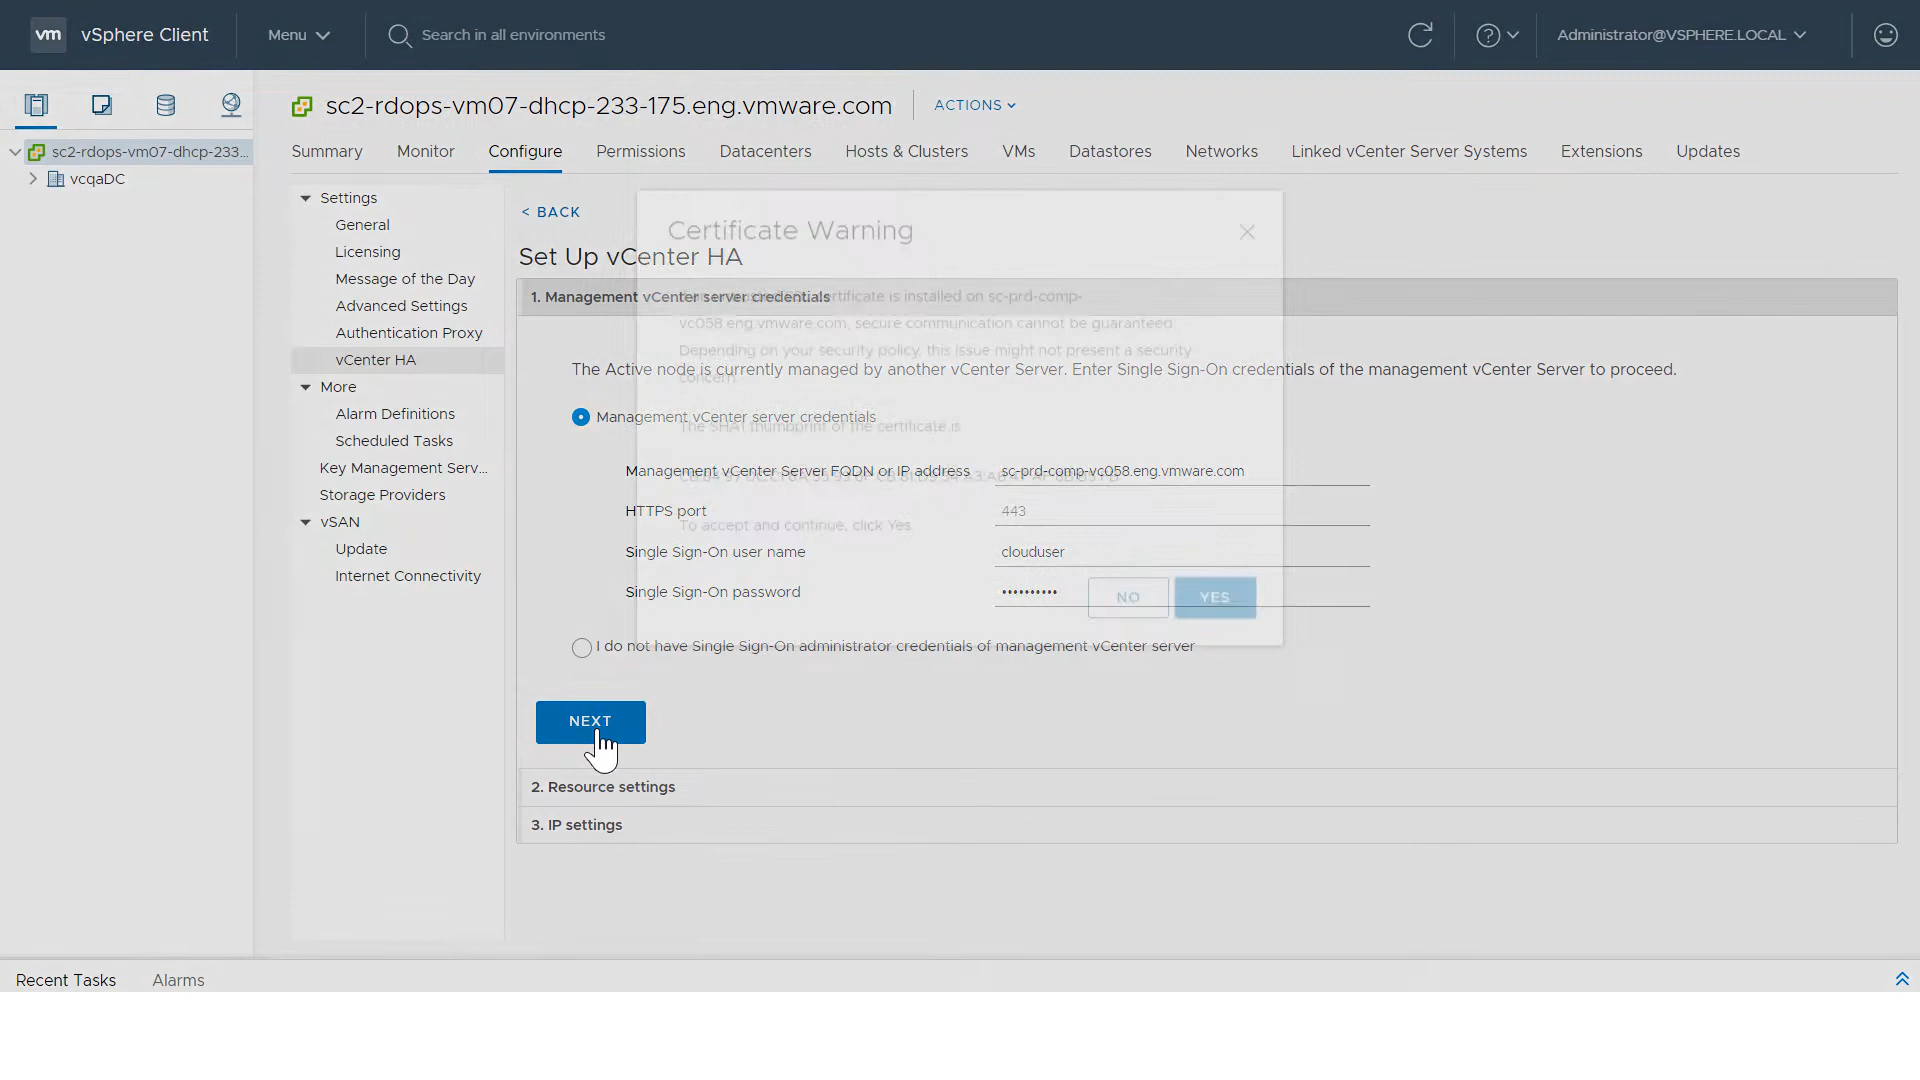 vm vSphere Client Menu Search in all environments Administrator@VSPHERE.LOCAL
sc2-rdops-vm07-dhcp-233-175.eng.vmware.com ACTIONS
Summary Monitor Configure Permissions Datacenters Hosts & Clusters VMs Datastores Networks Linked vCenter Server Systems Extensions Updates
sc2-rdops-vm07-dhcp-233...
vcqaDC
Settings
General
Licensing
Message of the Day
Advanced Settings
Authentication Proxy
vCenter HA
More
Alarm Definitions
Scheduled Tasks
Key Management Serv...
Storage Providers
vSAN
Update
Internet Connectivity
< BACK
Set Up vCenter HA
1. Management vCenter server credentials
The Active node is currently managed by another vCenter Server. Enter Single Sign-On credentials of the management vCenter Server to proceed.
Management vCenter server credentials
Management vCenter Server FQDN or IP address sc-prd-comp-vc058.eng.vmware.com
HTTPS port 443
Single Sign-On user name clouduser
Single Sign-On password ••••••••••
I do not have Single Sign-On administrator credentials of management vCenter server
NEXT
2. Resource settings
3. IP settings
Certificate Warning
certificate is installed on sc-prd-comp-
vc058.eng.vmware.com, secure communication cannot be guaranteed.
Depending on your security policy, this issue might not present a security
concern.
The SHA1 thumbprint of the certificate is
To accept and continue, click Yes
NO YES
Recent Tasks Alarms